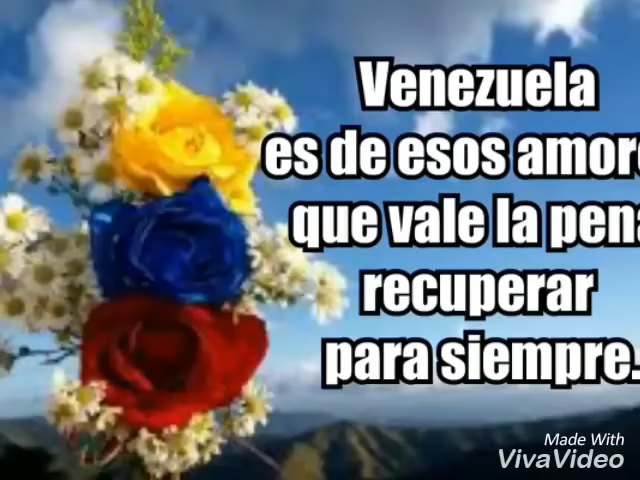 Venezuela
es de esos amore
que vale la pena
recuperar
para siempre.
Made With
VivaVideo